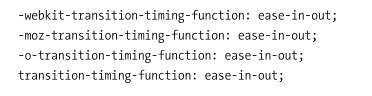 -webkit-transition-timing-function: ease-in-out;
-moz-transition-timing-function: ease-in-out;
-o-transition-timing-function: ease-in-out;
transition-timing-function: ease-in-out;